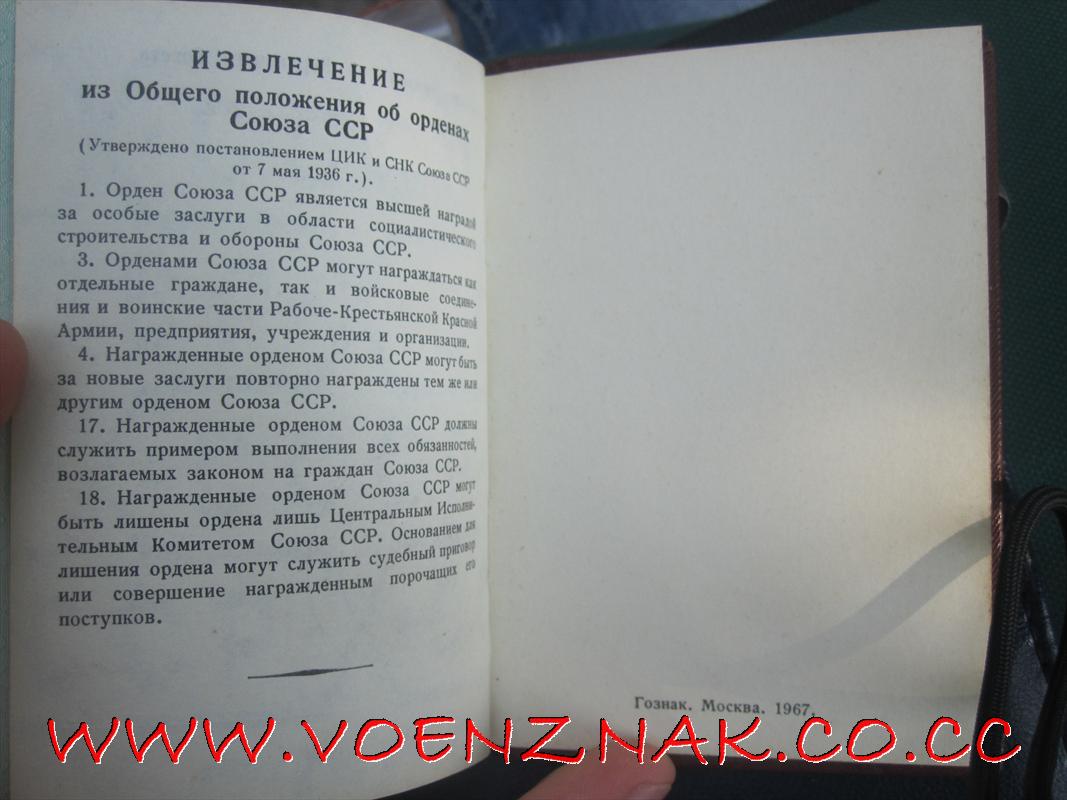 ИЗВЛЕЧЕНИЕ
из Общего положения об орденах
Союза ССР
(Утверждено постановлением ЦИК и СНК Союза ССР
от 7 мая 1936 г.).
1. Орден Союза ССР является высшей наградой
за особые заслуги в области социалистического
строительства и обороны Союза ССР.
3. Орденами Союза ССР могут награждаться как
отдельные граждане, так и войсковые соедине-
ния и воинские части Рабоче-Крестьянской Красной
Армии, предприятия, учреждения и организации.
4. Награжденные орденом Союза ССР могут быть
за новые заслуги повторно награждены тем же или
другим орденом Союза ССР.
17. Награжденные орденом Союза ССР должны
служить примером выполнения всех обязанностей,
возлагаемых законом на граждан Союза ССР.
18. Награжденные орденом Союза ССР могут
быть лишены ордена лишь Центральным Исполни-
тельным Комитетом Союза ССР. Основанием для
лишения ордена могут служить судебный приговор
или совершение награжденным порочащих его
поступков.
Гознак. Москва. 1967.
WWW.VOENZNAK.CO.CC